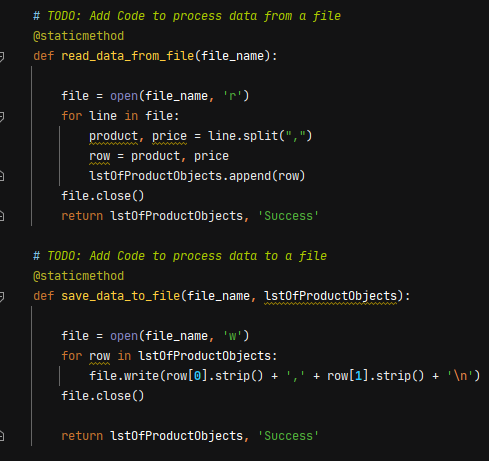 # TODO: Add Code to process data from a file
@staticmethod
def read_data_from_file(file_name):
file = open(file_name, 'r')
for line in file:
product, price = line.split(",")
row = product, price
lstOfProductObjects.append(row)
file.close()
return lstOfProductObjects, 'Success'
# TODO: Add Code to process data to a file
@staticmethod
def save_data_to_file(file_name, lstOfProductObjects):
file = open(file_name, 'w')
for row in lstOfProductObjects:
file.write(row[0].strip() + ',' + row[1].strip() + '\n')
file.close()
return lstOfProductObjects, 'Success'